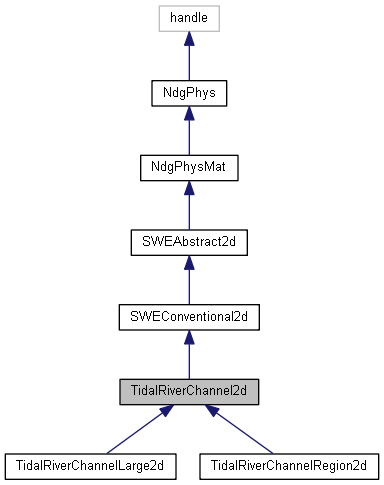 handle
NdgPhys
NdgPhysMat
SWEAbstract2d
SWEConventional2d
TidalRiverChannel2d
TidalRiverChannelLarge2d
TidalRiverChannelRegion2d